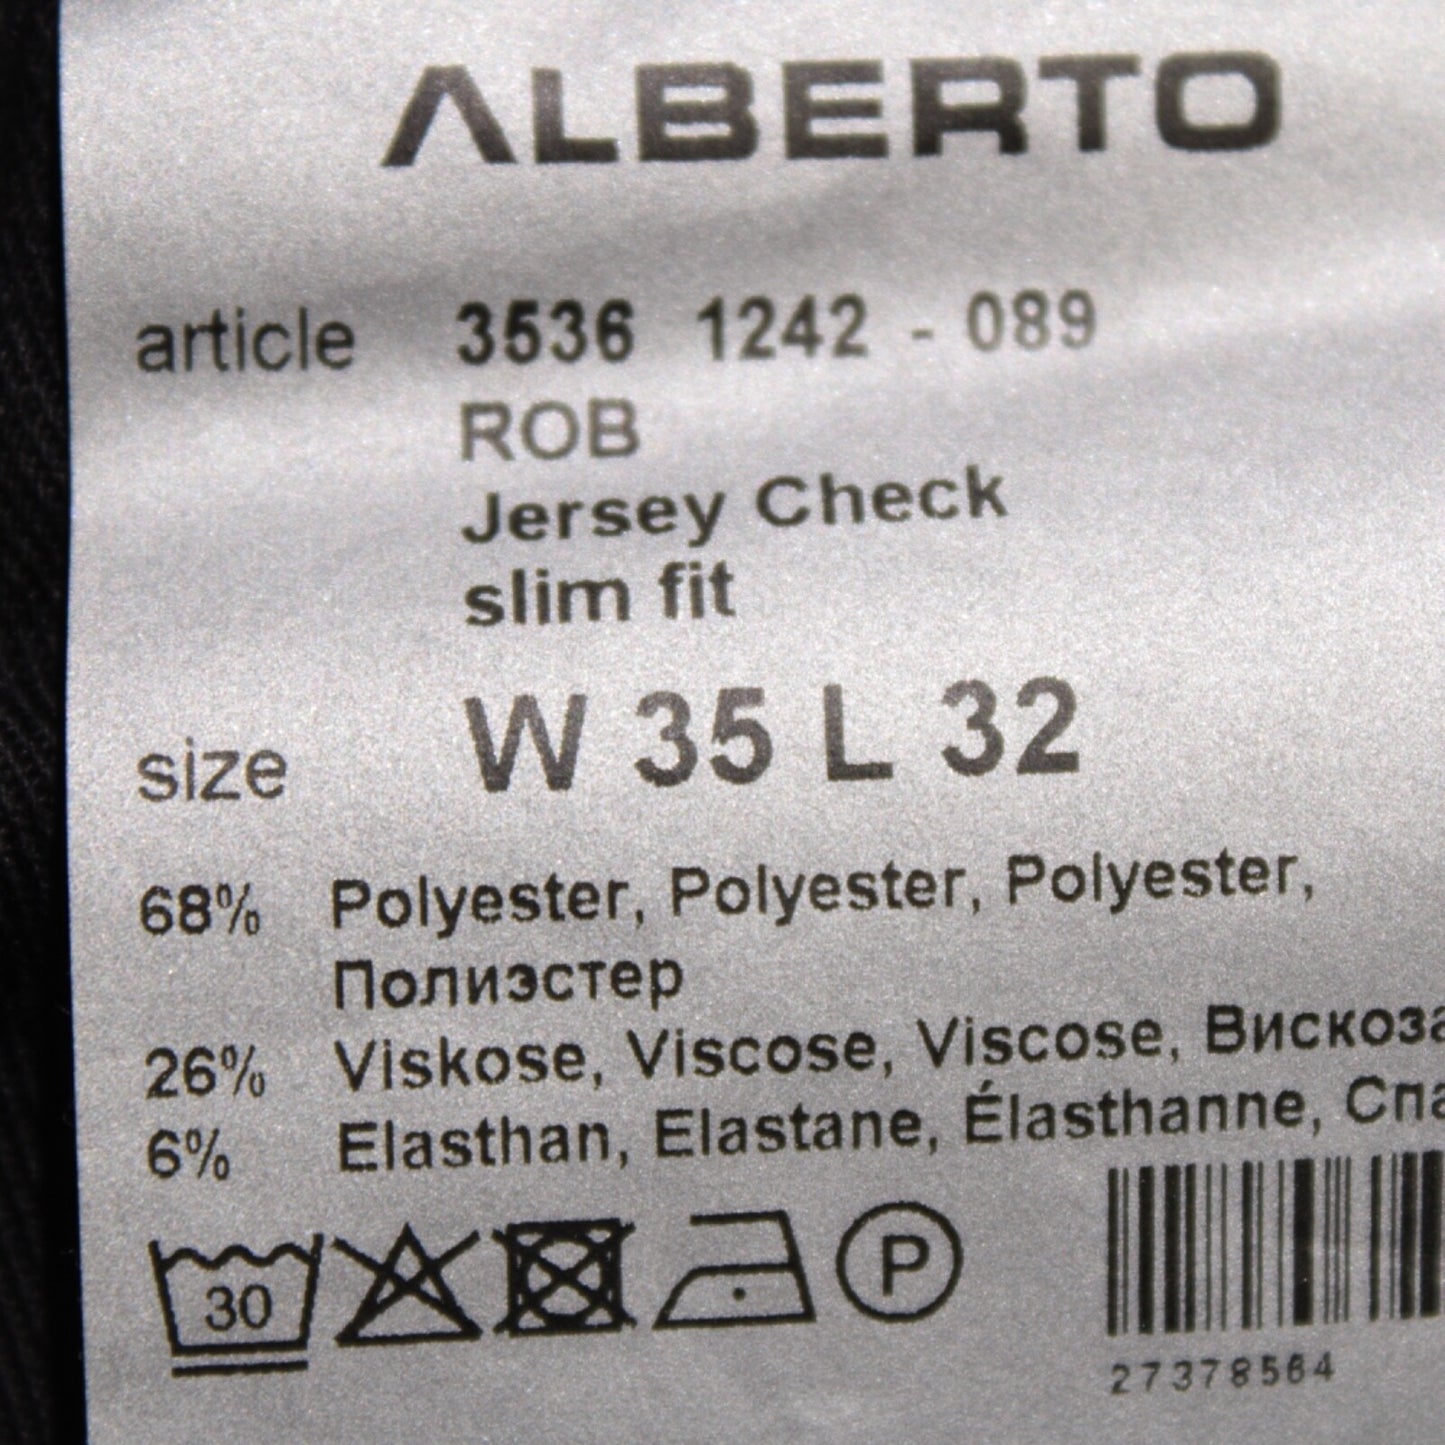 ALBERTO
article 3536 1242 - 089
ROB
Jersey Check
slim fit
size W 35 L 32
68% Polyester, Polyester, Polyester,
Полиэстер
26% Viskose, Viscose, Viscose, Вискоза
6% Elasthan, Elastane, Élasthanne, Спа
30
P
27378564